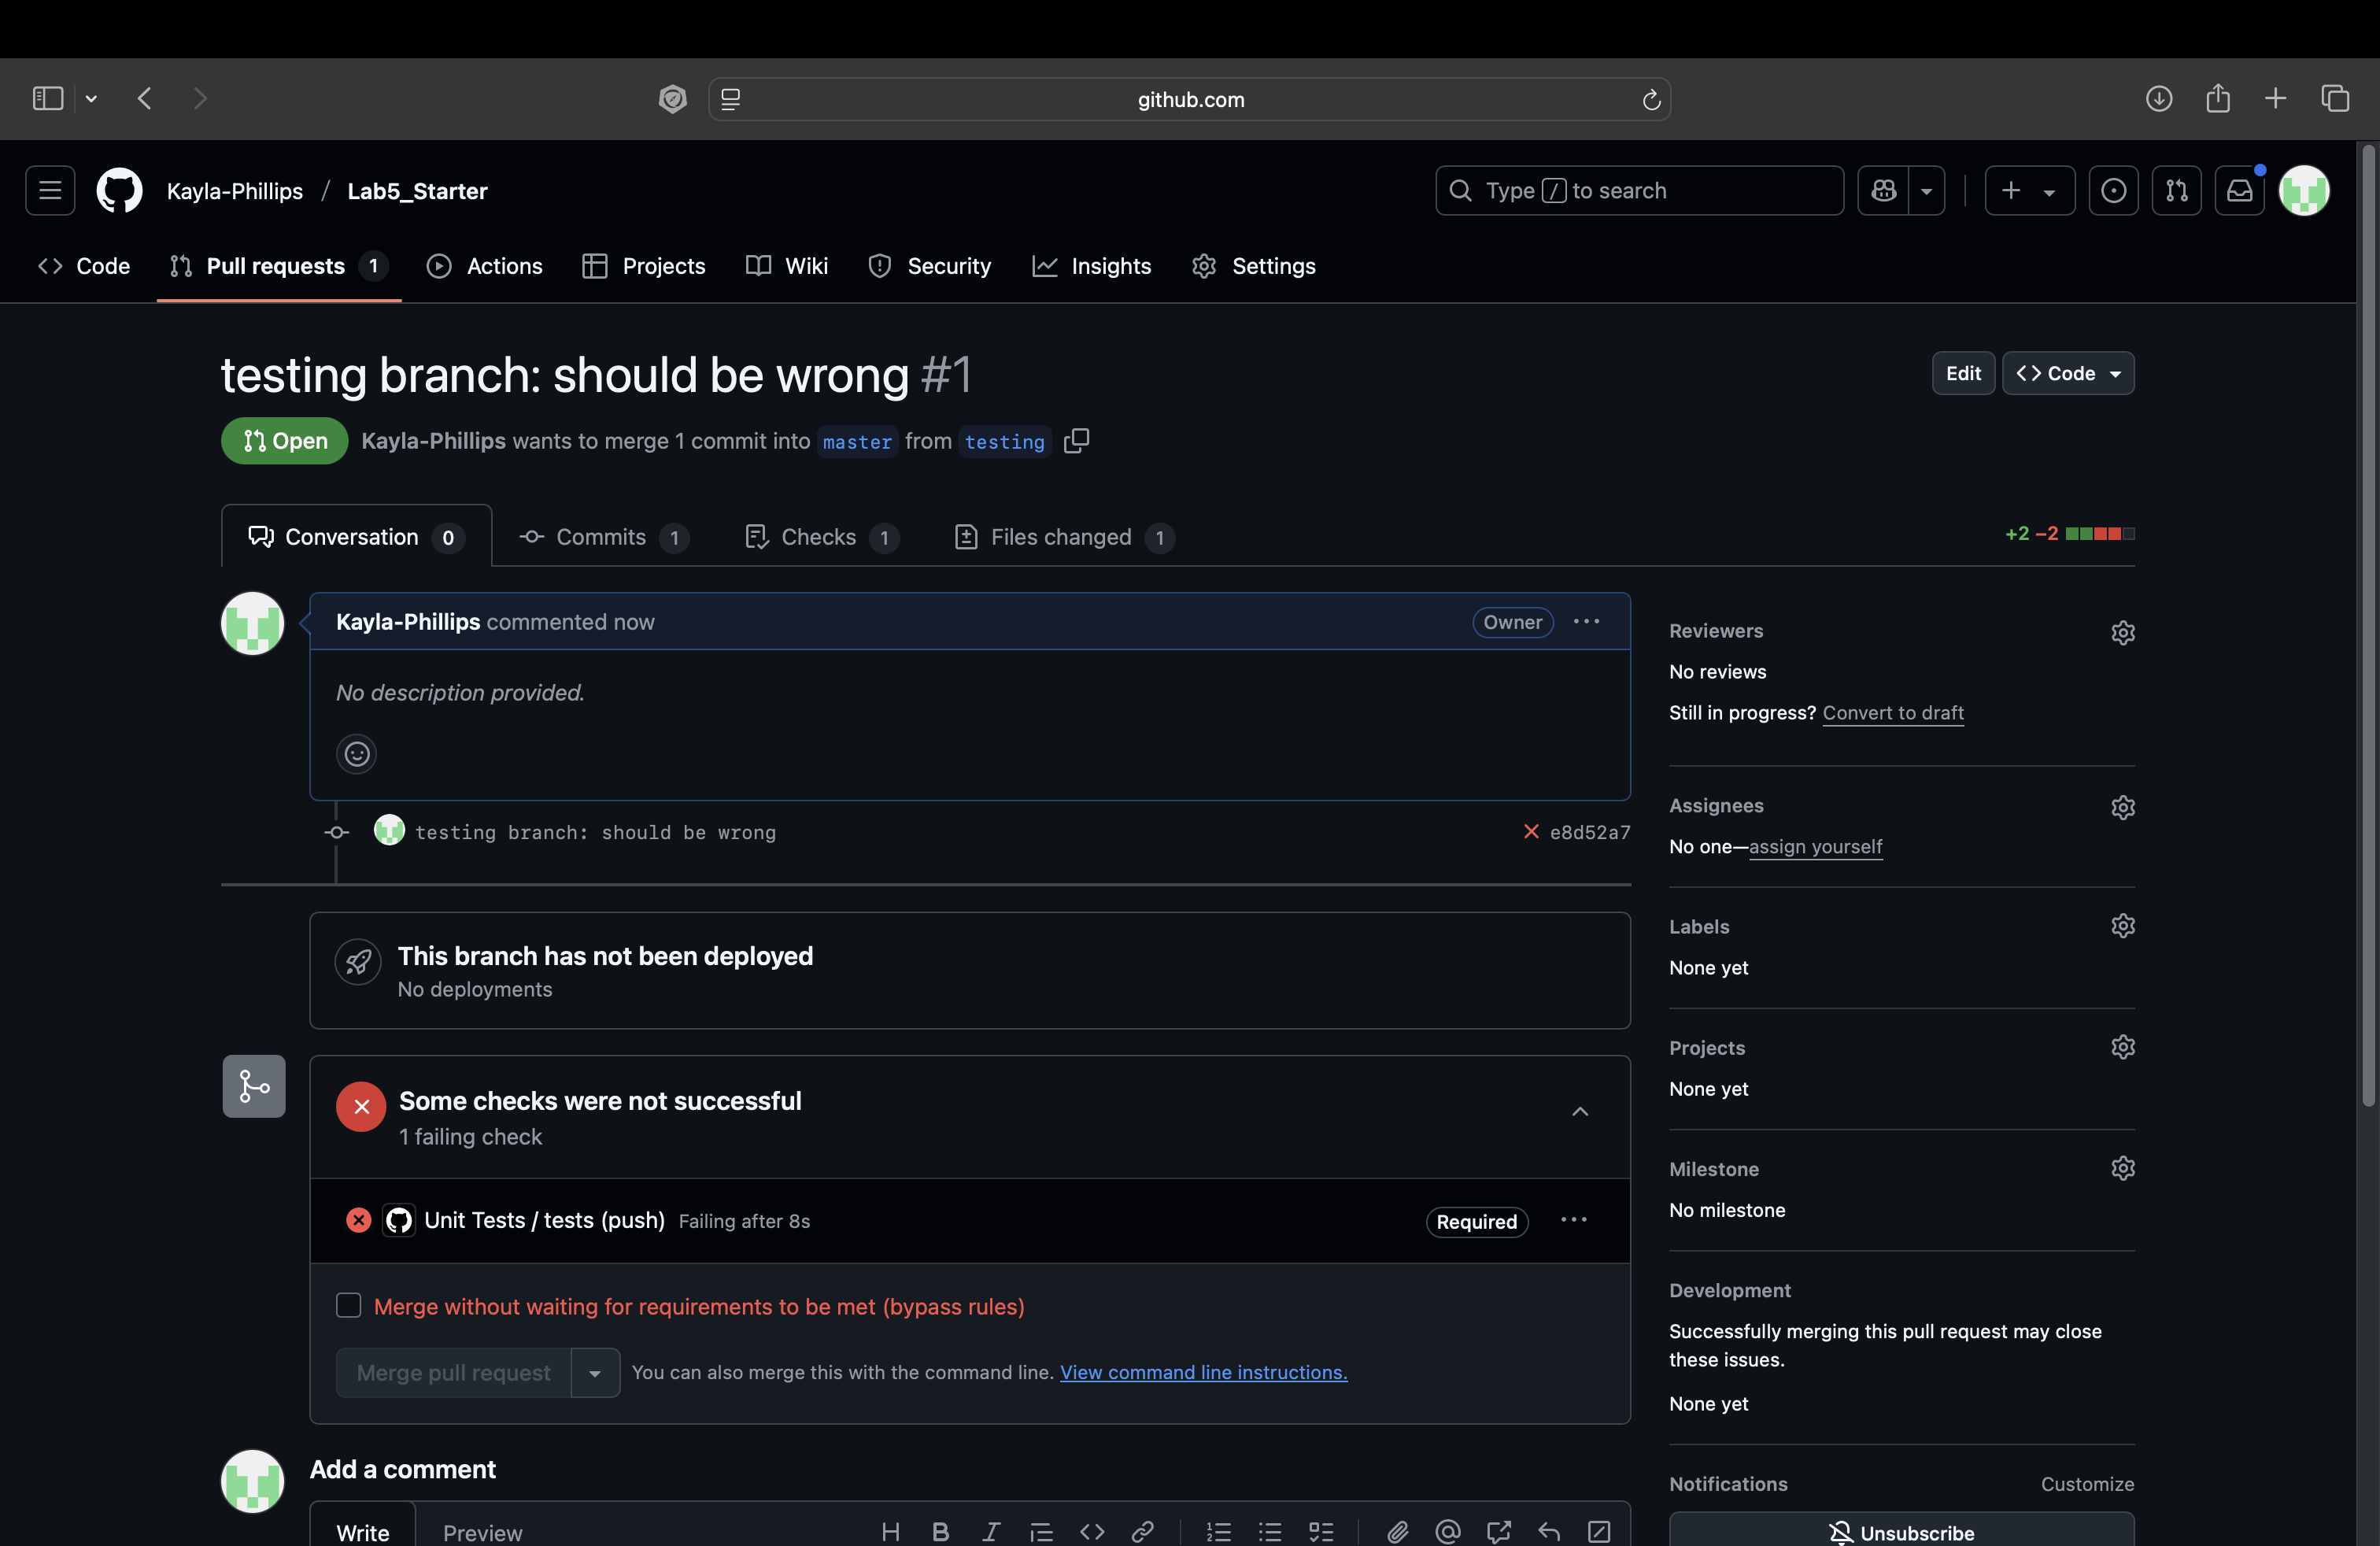 github.com
Kayla-Phillips / Lab5_Starter
Type / to search
Code
Pull requests 1
Actions
Projects
Wiki
Security
Insights
Settings
testing branch: should be wrong #1
Edit
Code
Open
Kayla-Phillips wants to merge 1 commit into master from testing
Conversation 0
Commits 1
Checks 1
Files changed 1
+2 −2
Kayla-Phillips commented now
Owner
No description provided.
testing branch: should be wrong
e8d52a7
This branch has not been deployed
No deployments
Some checks were not successful
1 failing check
Unit Tests / tests (push) Failing after 8s
Required
Merge without waiting for requirements to be met (bypass rules)
Merge pull request
You can also merge this with the command line. View command line instructions.
Add a comment
Write
Preview
Reviewers
No reviews
Still in progress? Convert to draft
Assignees
No one—assign yourself
Labels
None yet
Projects
None yet
Milestone
No milestone
Development
Successfully merging this pull request may close
these issues.
None yet
Notifications
Customize
Unsubscribe